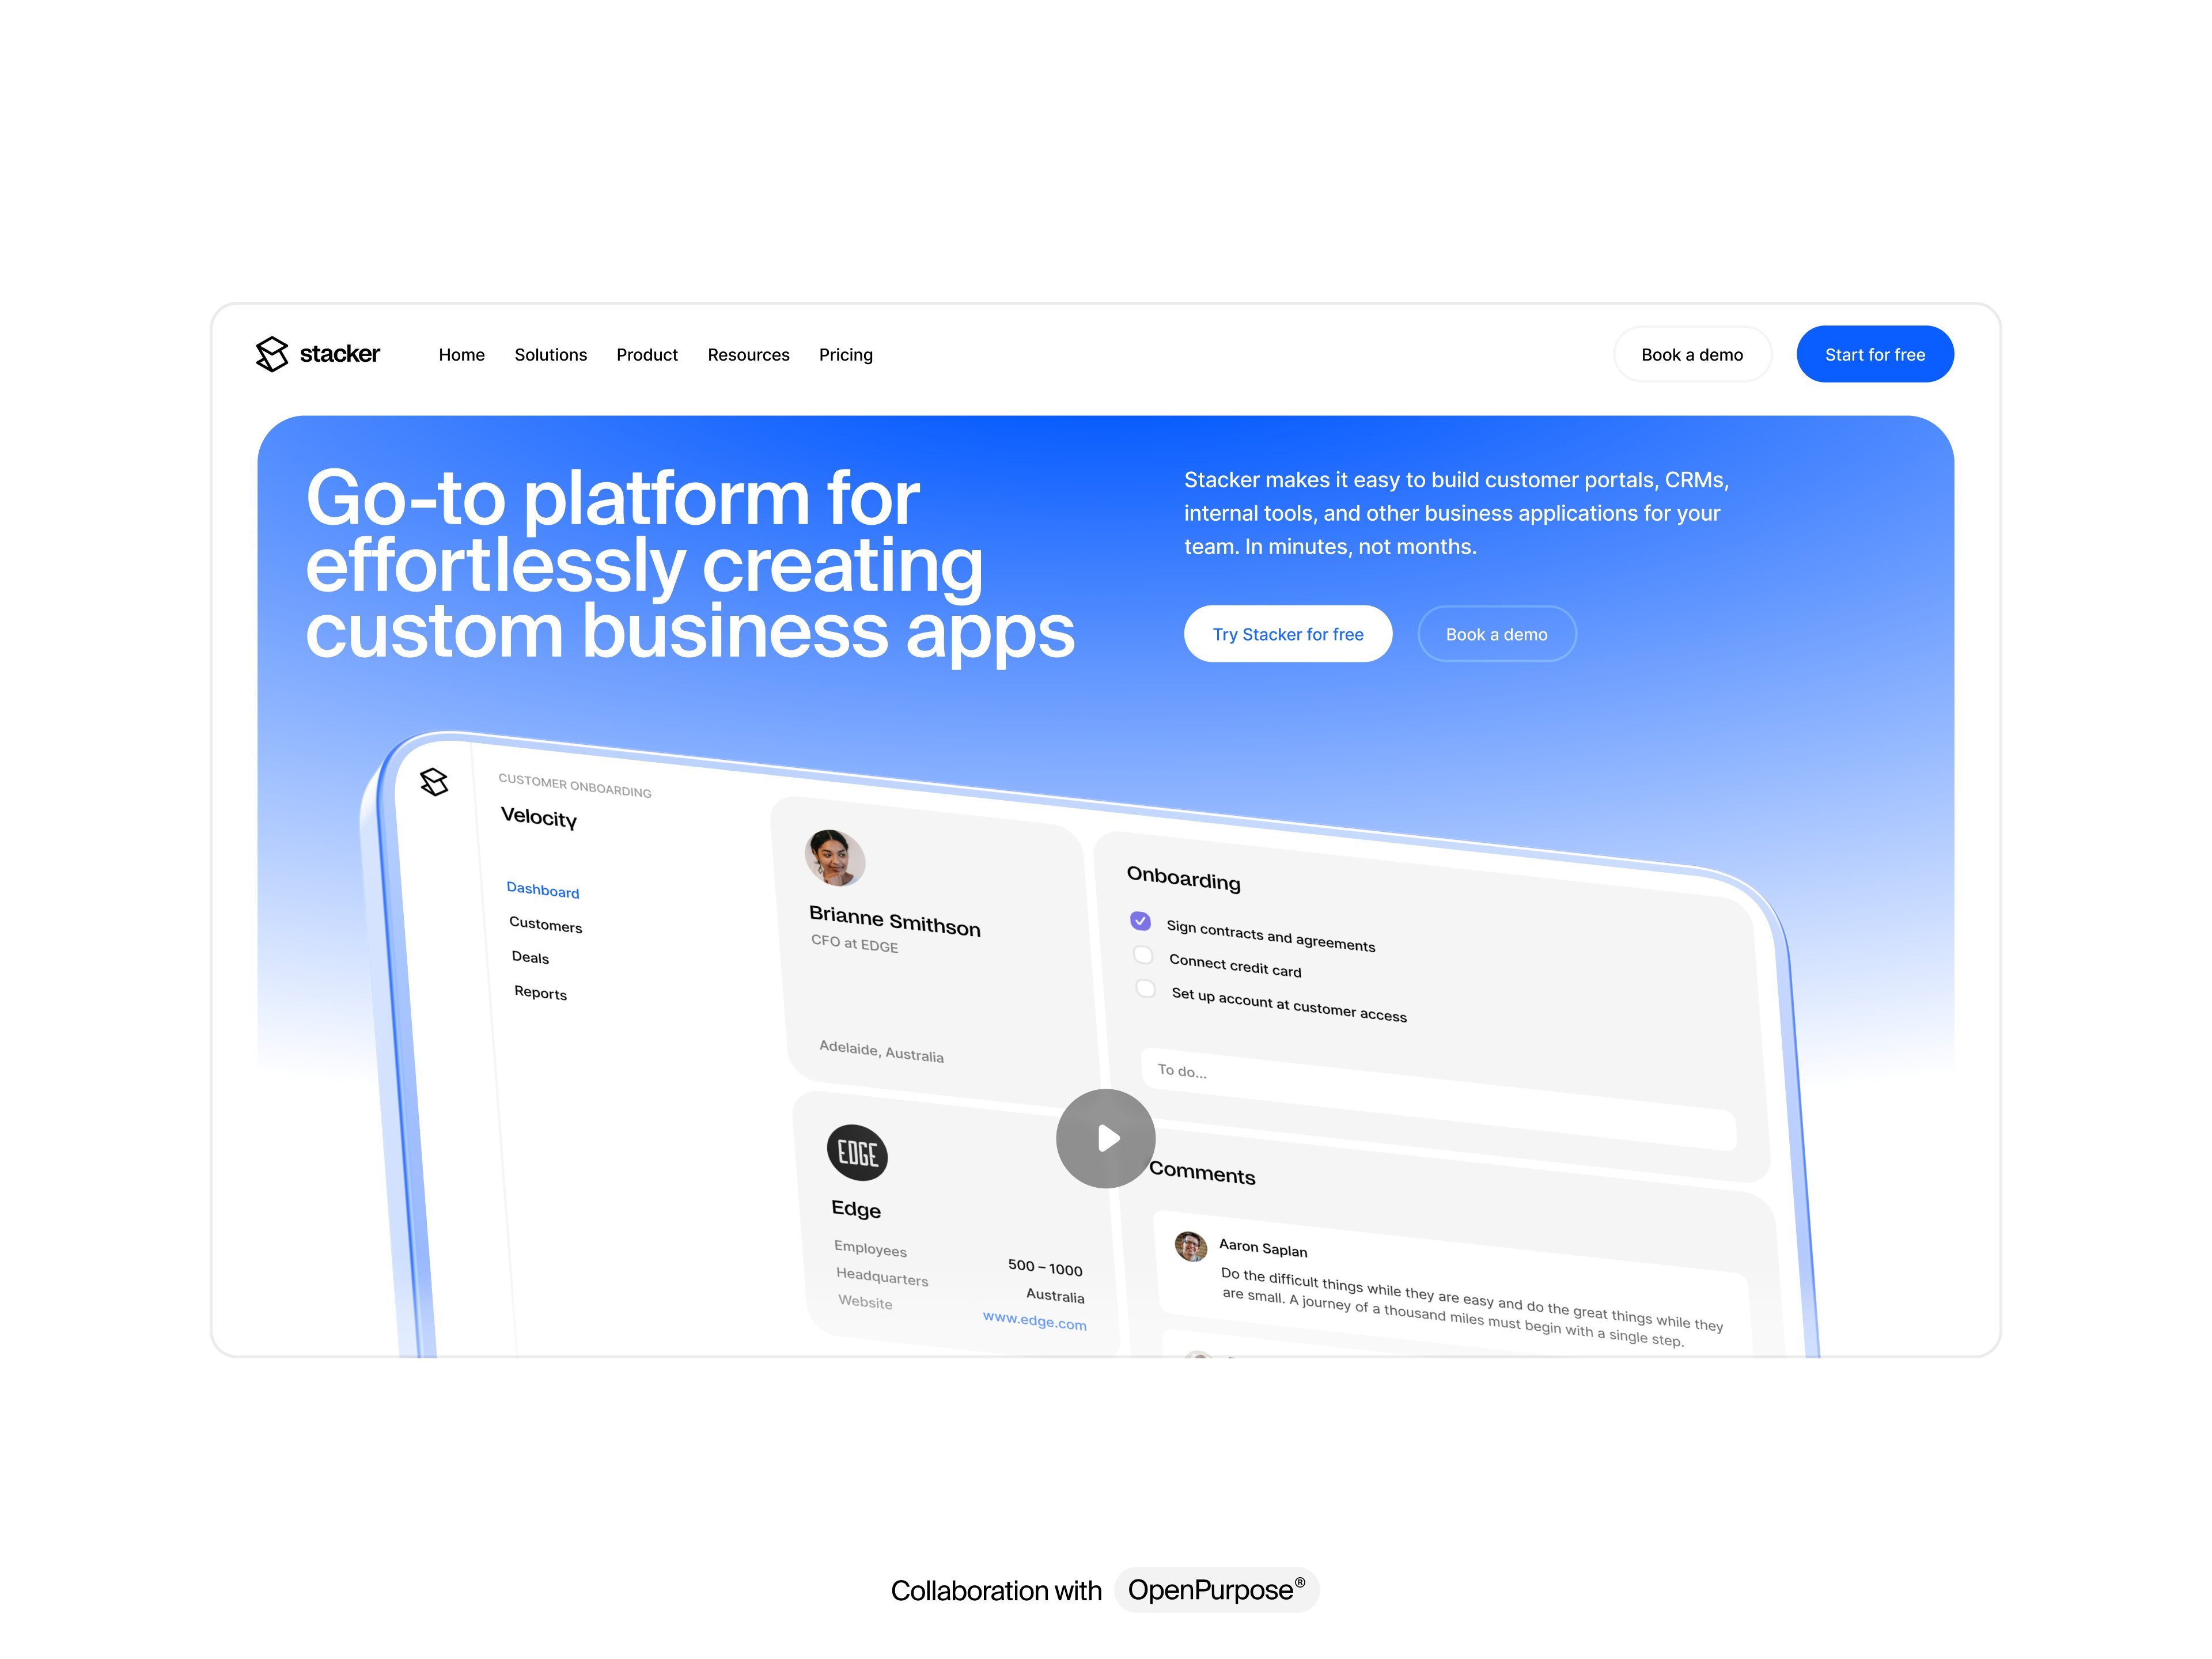 stacker
Home
Solutions
Product
Resources
Pricing
Book a demo
Start for free
Go-to platform for
effortlessly creating
custom business apps
Stacker makes it easy to build customer portals, CRMs,
internal tools, and other business applications for your
team. In minutes, not months.
Try Stacker for free
Book a demo
CUSTOMER ONBOARDING
Velocity
Dashboard
Customers
Deals
Reports
Brianne Smithson
CFO at EDGE
Adelaide, Australia
EDGE
Edge
Employees
500 – 1000
Headquarters
Australia
Website
www.edge.com
Onboarding
Sign contracts and agreements
Connect credit card
Set up account at customer access
To do...
Comments
Aaron Saplan
Do the difficult things while they are easy and do the great things while they
are small. A journey of a thousand miles must begin with a single step.
Collaboration with OpenPurpose®